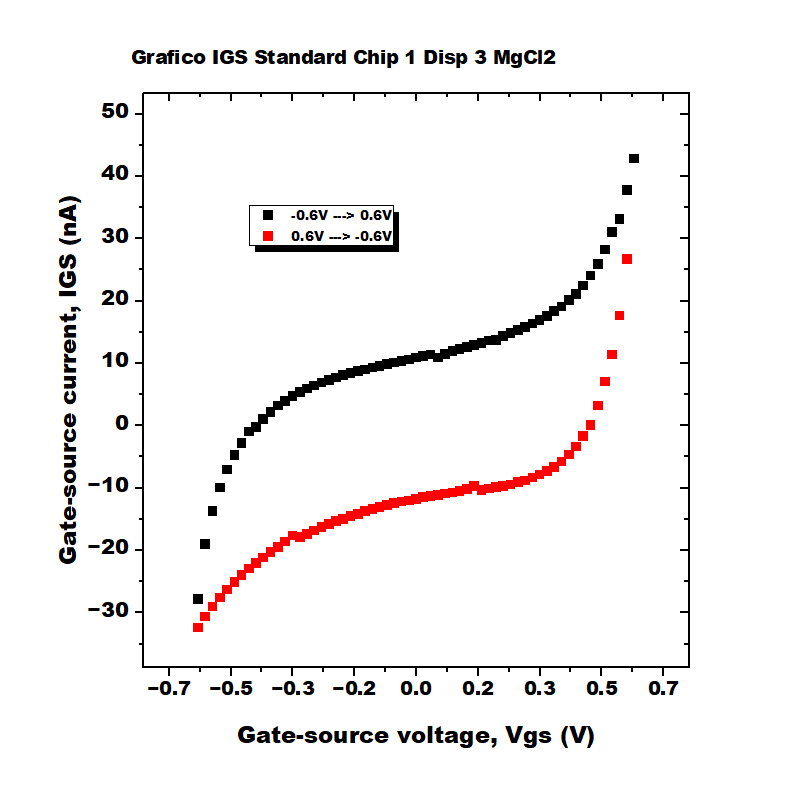 Grafico IGS Standard Chip 1 Disp 3 MgCl2
50
40
30
20
10
0
−10
−20
−30
Gate-source current, IGS (nA)
-0.6V ---> 0.6V
0.6V ---> -0.6V
−0.7 −0.5 −0.3 −0.2 0.0 0.2 0.3 0.5 0.7
Gate-source voltage, Vgs (V)